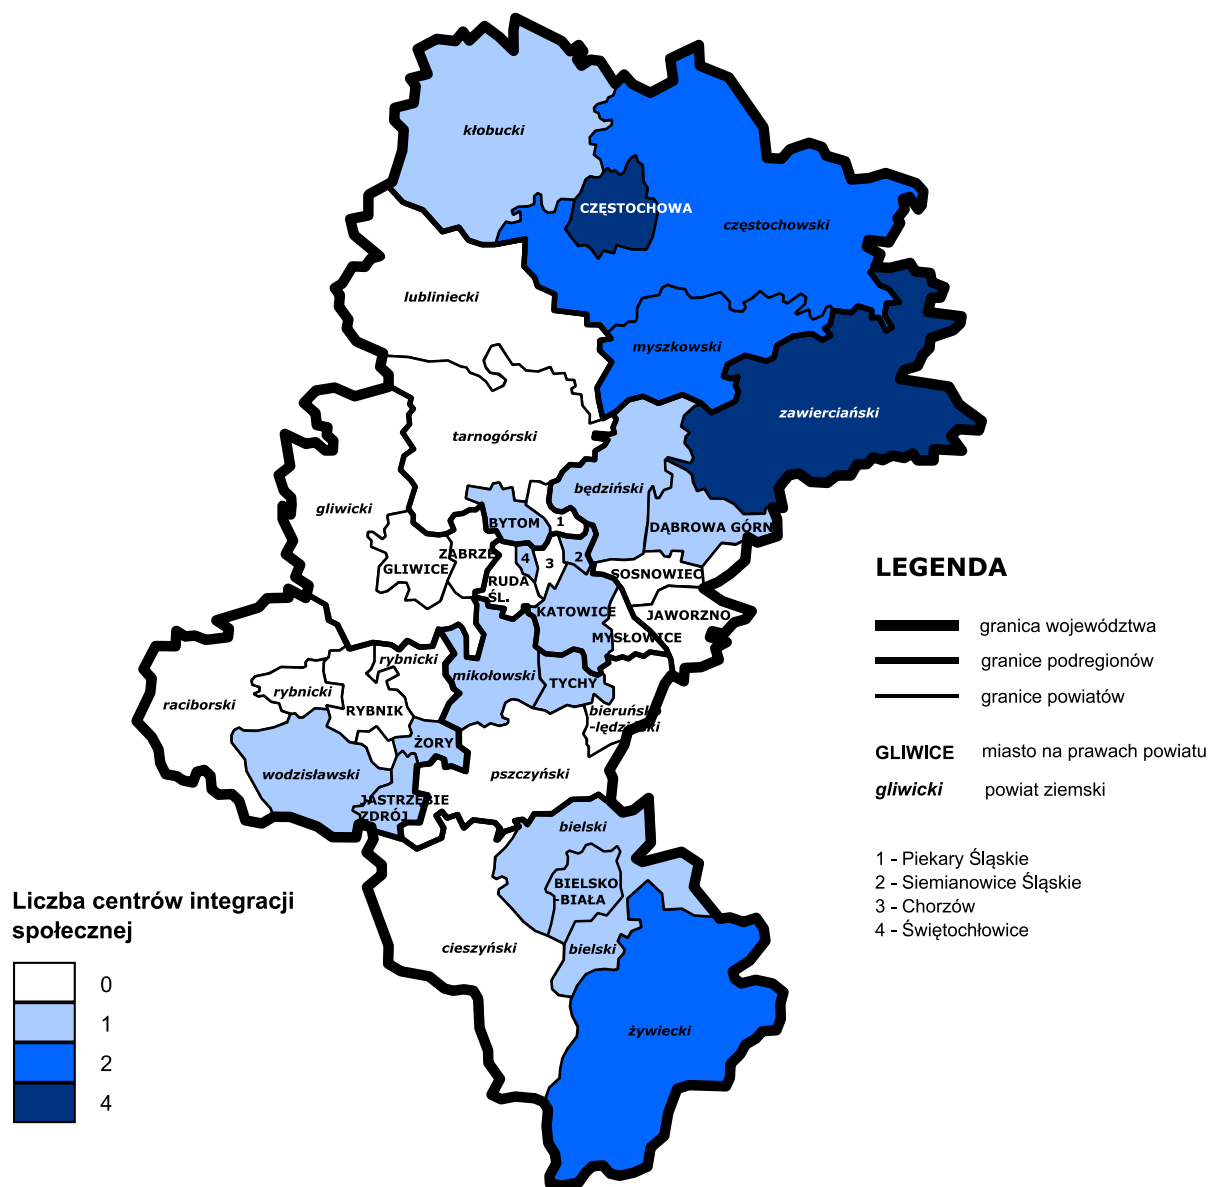 kłobucki
CZĘSTOCHOWA
częstochowski
lubliniecki
myszkowski
zawierciański
tarnogórski
będziński
gliwicki
BYTOM
1
DĄBROWA GÓRN
ZABRZE
GLIWICE
4
3
2
RUDA
ŚL.
SOSNOWIEC
KATOWICE
JAWORZNO
MYSŁOWICE
rybnicki
mikołowski
TYCHY
rybnicki
raciborski
RYBNIK
bieruńsko
-lędziński
ŻORY
wodzisławski
pszczyński
JASTRZĘBIE
ZDRÓJ
bielski
BIELSKO
-BIAŁA
cieszyński
bielski
żywiecki
LEGENDA
granica województwa
granice podregionów
granice powiatów
GLIWICE miasto na prawach powiatu
gliwicki powiat ziemski
1 - Piekary Śląskie
2 - Siemianowice Śląskie
3 - Chorzów
4 - Świętochłowice
Liczba centrów integracji
społecznej
0
1
2
4